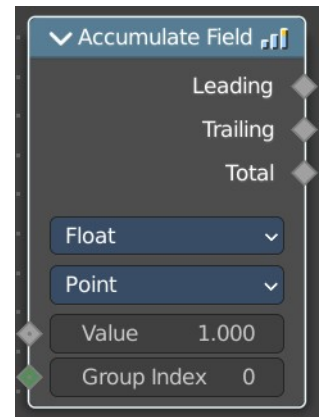 Accumulate Field
Leading
Trailing
Total
Float
Point
Value 1.000
Group Index 0